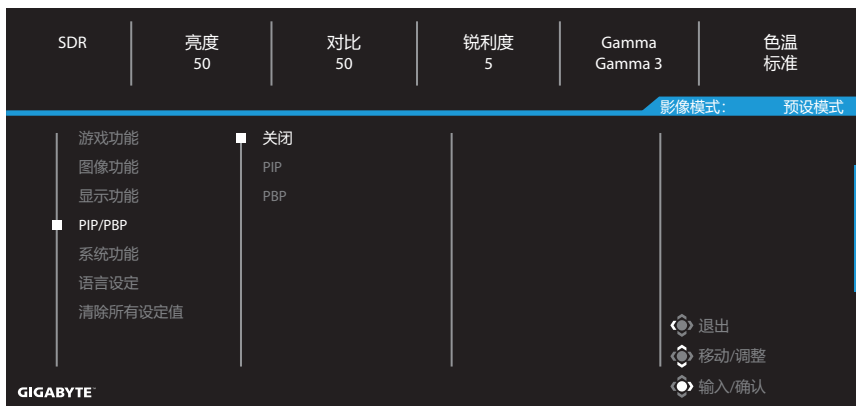 SDR 亮度 对比 锐利度 Gamma 色温
50 50 5 Gamma 3 标准
影像模式: 预设模式
游戏功能 关闭
图像功能 PIP
显示功能 PBP
PIP/PBP
系统功能
语言设定
清除所有设定值
退出
移动/调整
输入/确认
GIGABYTE™